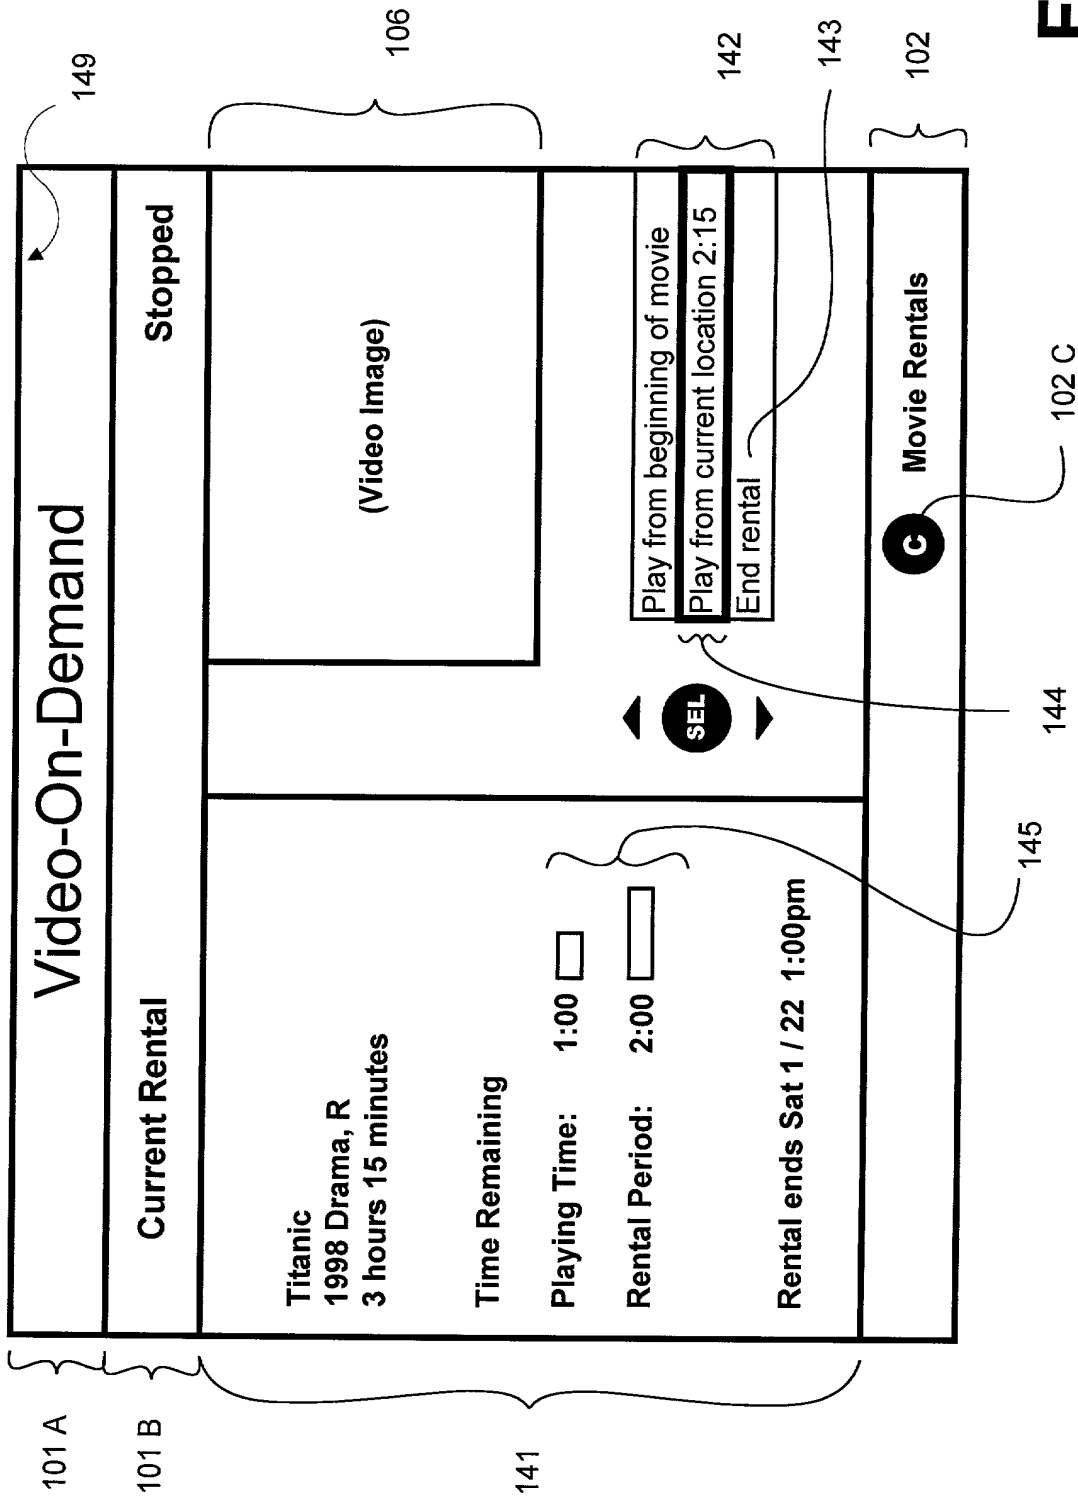 149
101 A
Video-On-Demand
101 B
Current Rental
Stopped
106
141
Titanic
1998 Drama, R
3 hours 15 minutes
(Video Image)
Time Remaining
Playing Time: 1:00
Rental Period: 2:00
Rental ends Sat 1 / 22 1:00pm
SEL
Play from beginning of movie
Play from current location 2:15
End rental
142
143
102
C
Movie Rentals
145
144
102 C